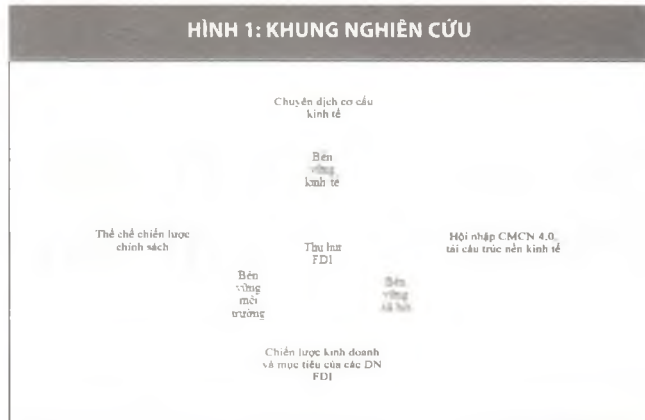 HÌNH 1: KHUNG NGHIÊN CỨU
Chuyển dịch cơ cấu
kinh tế
Bền
vững
kinh tế
Thể chế chiến lược
chính sách
Thu hút
FDI
Hội nhập CMCN 4.0,
tái cấu trúc nền kinh tế
Bền
vững
môi
trường
Bền
vững
xã hội
Chiến lược kinh doanh
và mục tiêu của các DN
FDI